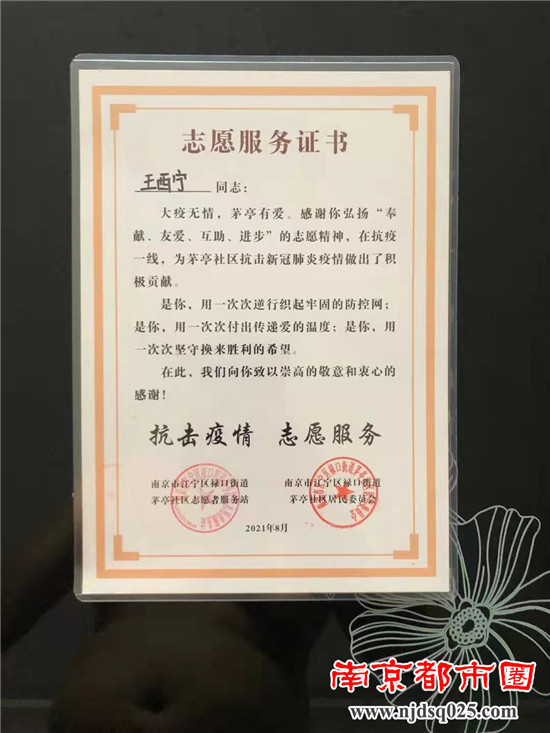 志愿服务证书
王西宁 同志：
大疫无情，茅亭有爱。感谢你弘扬“奉
献、友爱、互助、进步”的志愿精神，在抗疫
一线，为茅亭社区抗击新冠肺炎疫情做出了积
极贡献。
是你，用一次次逆行织起牢固的防控网；
是你，用一次次付出传递爱的温度；是你，用
一次次坚守换来胜利的希望。
在此，我们向你致以崇高的敬意和衷心的
感谢！
抗击疫情 志愿服务
南京市江宁区禄口街道 南京市江宁区禄口街道
茅亭社区志愿者服务站 茅亭社区居民委员会
2021年8月
南京都市圈
www.njdsq025.com